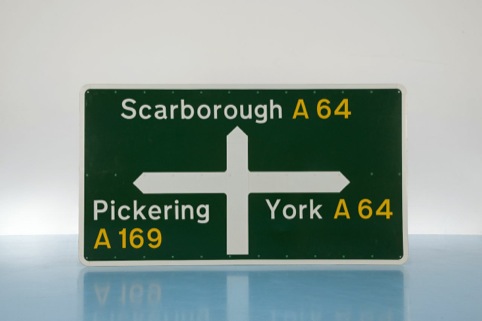 Scarborough A 64
Pickering
A 169
York A 64